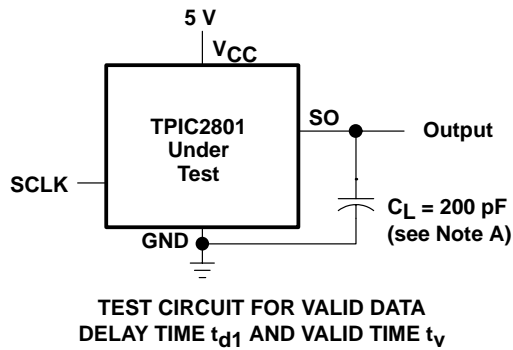 5 V
VCC
TPIC2801
Under
Test
SO
Output
SCLK
CL = 200 pF
(see Note A)
GND
TEST CIRCUIT FOR VALID DATA
DELAY TIME td1 AND VALID TIME tv